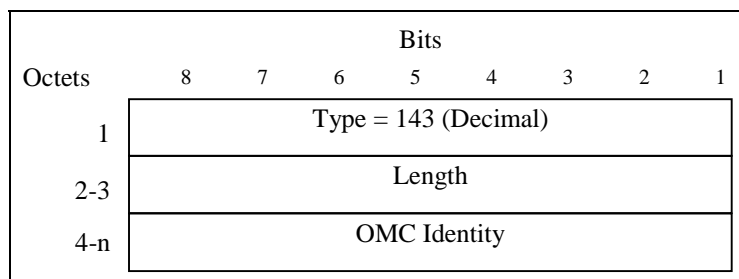 Bits
Octets 8 7 6 5 4 3 2 1
1 Type = 143 (Decimal)
2-3 Length
4-n OMC Identity